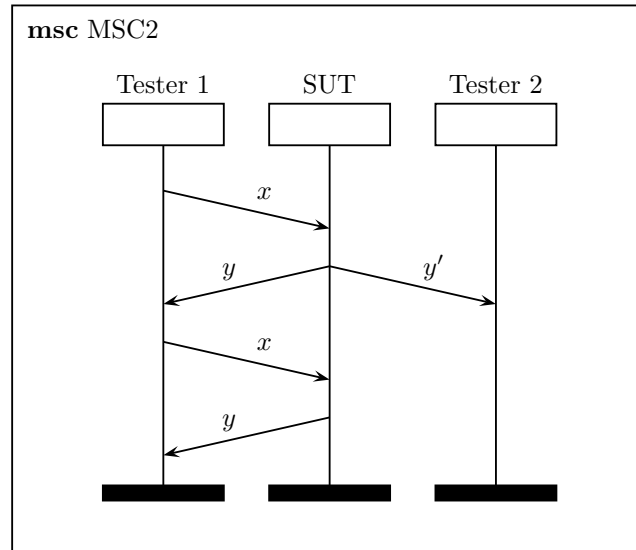 msc MSC2
Tester 1 SUT Tester 2
x
y y′
x
y